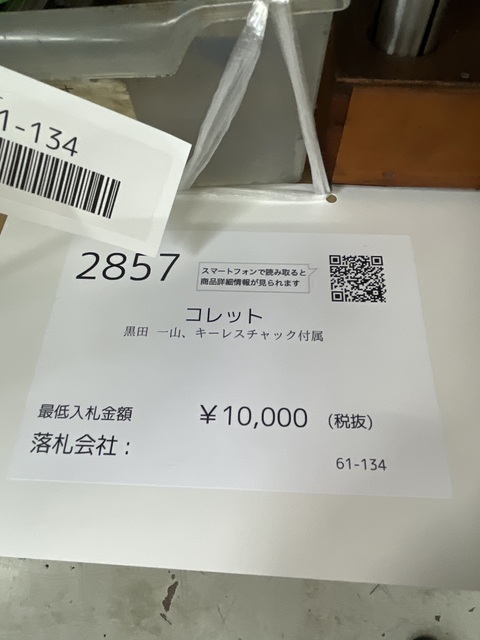 1-134
2857
スマートフォンで読み取ると
商品詳細情報が見られます
コレット
黒田 一山、キーレスチャック付属
最低入札金額 ￥10,000 (税抜)
落札会社：
61-134